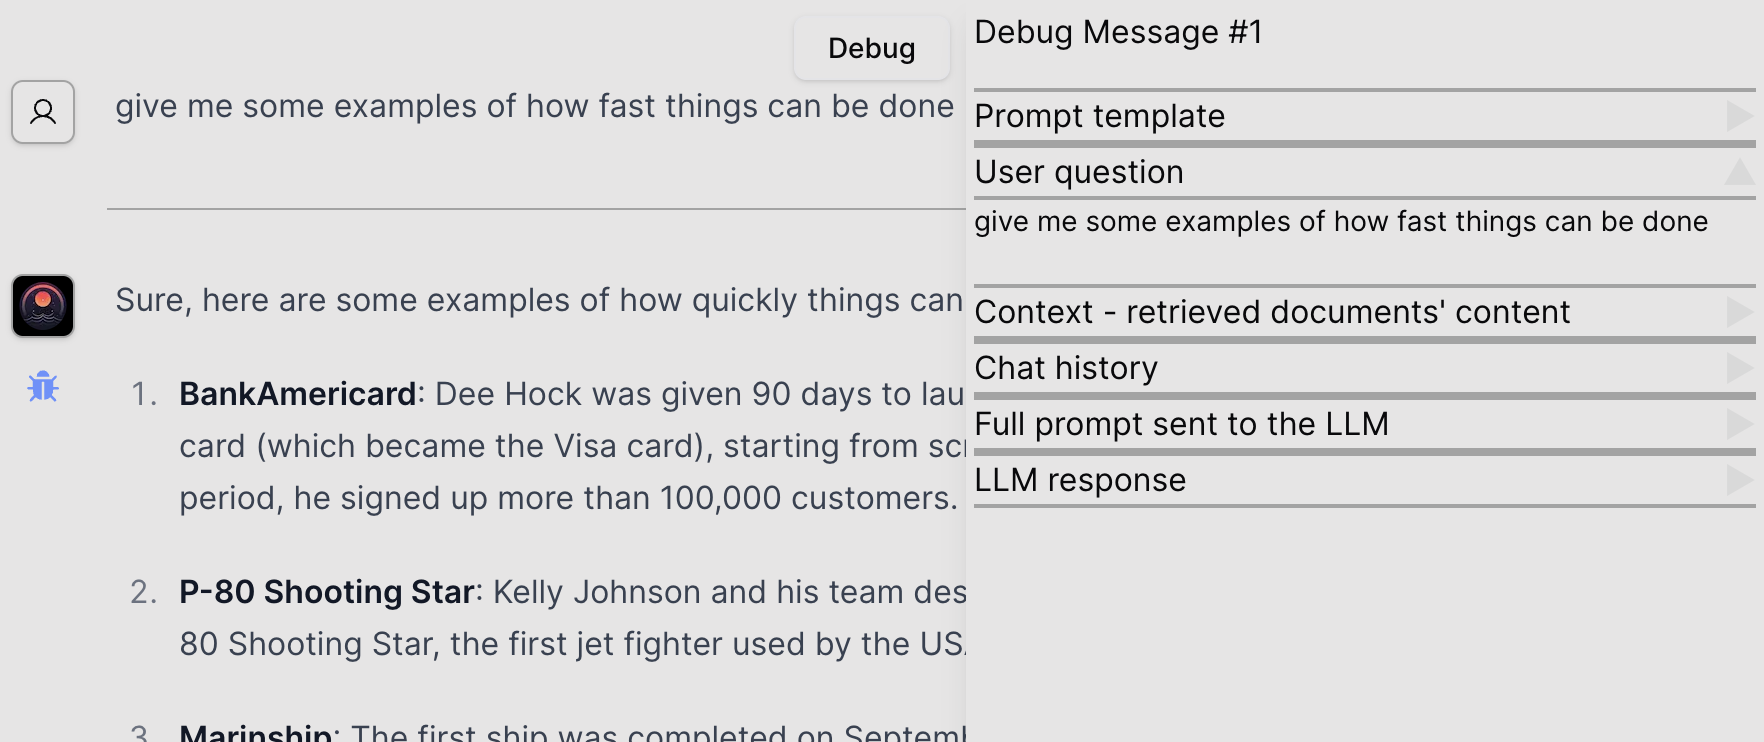 Debug
give me some examples of how fast things can be done
Sure, here are some examples of how quickly things can
1. BankAmericard: Dee Hock was given 90 days to lau
card (which became the Visa card), starting from scr
period, he signed up more than 100,000 customers.
2. P-80 Shooting Star: Kelly Johnson and his team des
80 Shooting Star, the first jet fighter used by the USA
3. Marinship: The first ship was completed on Septemb
Debug Message #1
Prompt template
User question
give me some examples of how fast things can be done
Context - retrieved documents' content
Chat history
Full prompt sent to the LLM
LLM response